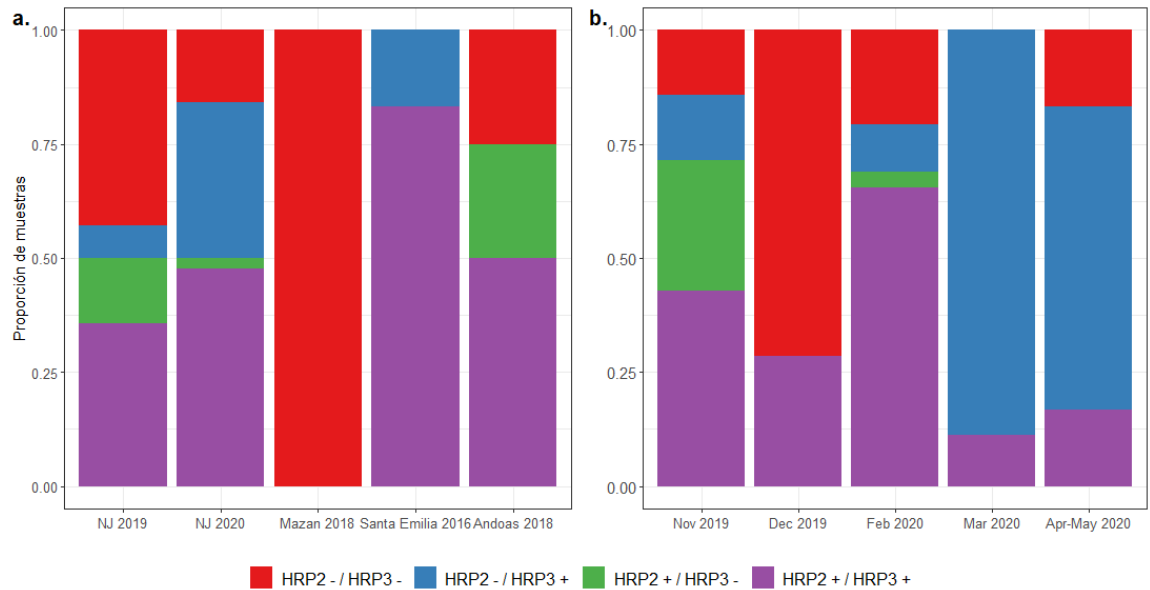 a.
Proporción de muestras
1.00
0.75
0.50
0.25
0.00
NJ 2019 NJ 2020 Mazan 2018 Santa Emilia 2016 Andoas 2018
b.
1.00
0.75
0.50
0.25
0.00
Nov 2019 Dec 2019 Feb 2020 Mar 2020 Apr-May 2020
HRP2 - / HRP3 - HRP2 - / HRP3 + HRP2 + / HRP3 - HRP2 + / HRP3 +